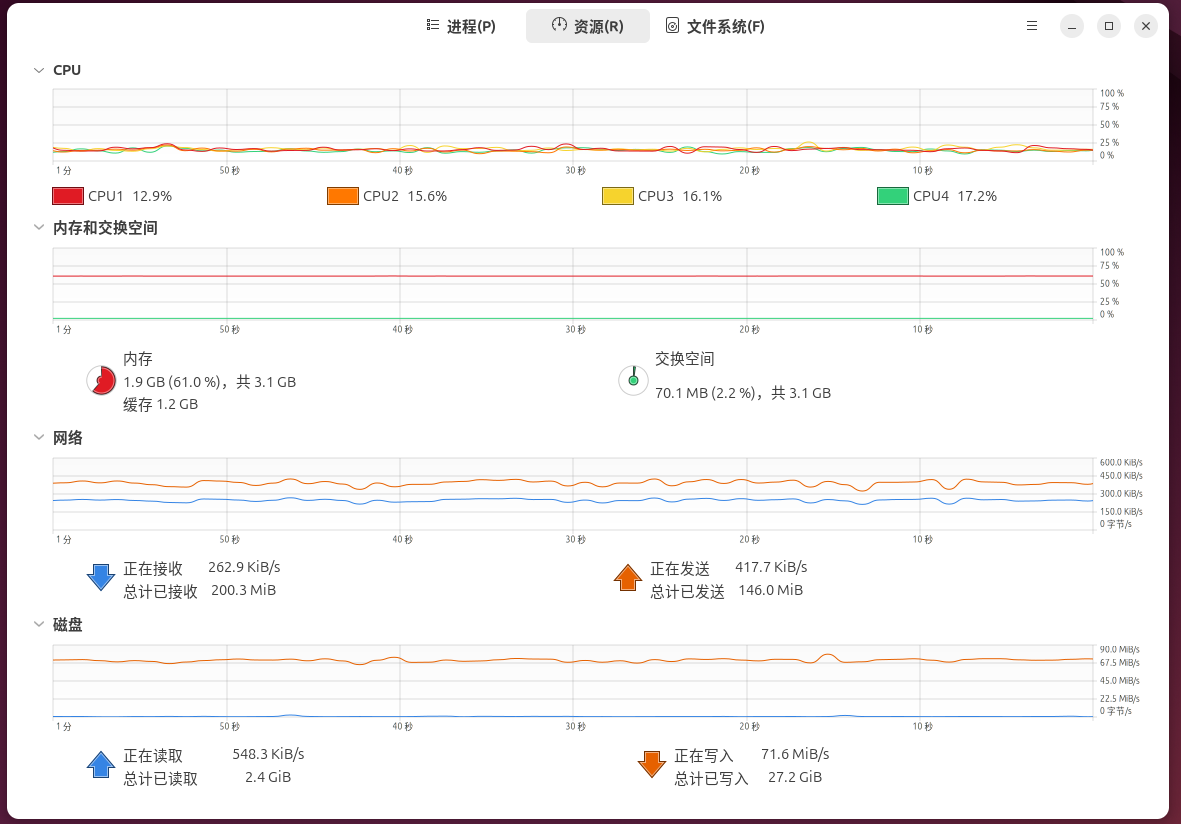 进程(P) 资源(R) 文件系统(F)
CPU
100 %
75 %
50 %
25 %
0 %
1 分 50 秒 40 秒 30 秒 20 秒 10 秒
CPU1 12.9% CPU2 15.6% CPU3 16.1% CPU4 17.2%
内存和交换空间
100 %
75 %
50 %
25 %
0 %
1 分 50 秒 40 秒 30 秒 20 秒 10 秒
内存 交换空间
1.9 GB (61.0 %)，共 3.1 GB 70.1 MB (2.2 %)，共 3.1 GB
缓存 1.2 GB
网络
600.0 KiB/s
450.0 KiB/s
300.0 KiB/s
150.0 KiB/s
0 字节/s
1 分 50 秒 40 秒 30 秒 20 秒 10 秒
正在接收 262.9 KiB/s 正在发送 417.7 KiB/s
总计已接收 200.3 MiB 总计已发送 146.0 MiB
磁盘
90.0 MiB/s
67.5 MiB/s
45.0 MiB/s
22.5 MiB/s
0 字节/s
1 分 50 秒 40 秒 30 秒 20 秒 10 秒
正在读取 548.3 KiB/s 正在写入 71.6 MiB/s
总计已读取 2.4 GiB 总计已写入 27.2 GiB